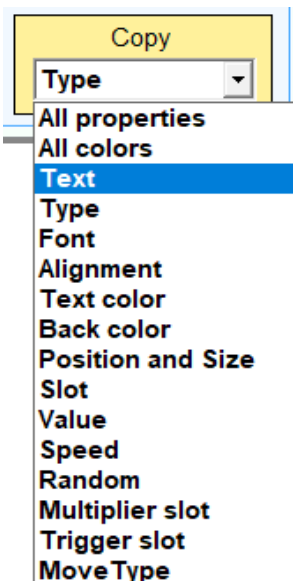 Copy
Type
All properties
All colors
Text
Type
Font
Alignment
Text color
Back color
Position and Size
Slot
Value
Speed
Random
Multiplier slot
Trigger slot
MoveType